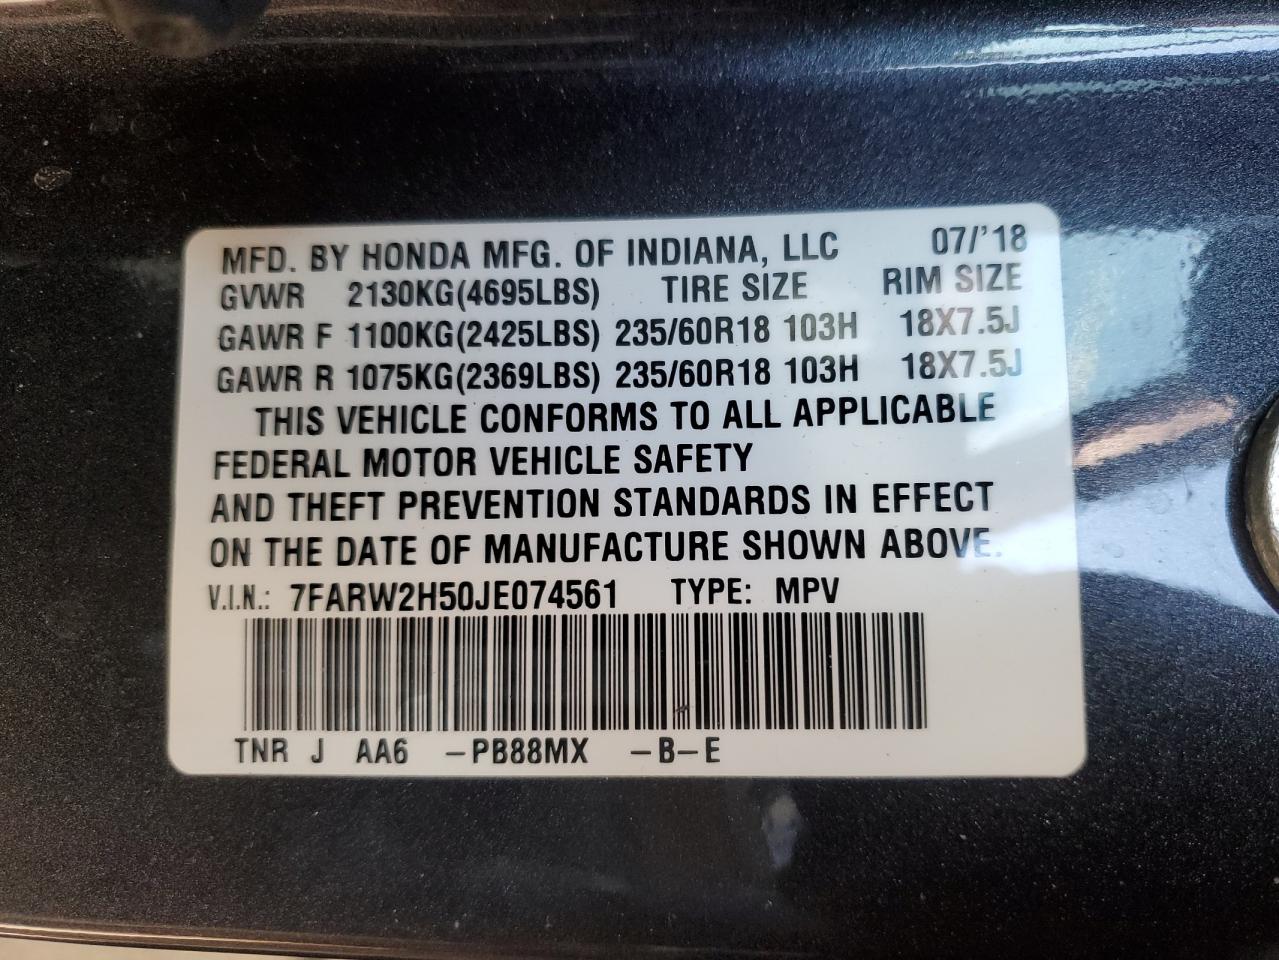 MFD. BY HONDA MFG. OF INDIANA, LLC 07/'18
GVWR 2130KG(4695LBS) TIRE SIZE RIM SIZE
GAWR F 1100KG(2425LBS) 235/60R18 103H 18X7.5J
GAWR R 1075KG(2369LBS) 235/60R18 103H 18X7.5J
THIS VEHICLE CONFORMS TO ALL APPLICABLE
FEDERAL MOTOR VEHICLE SAFETY
AND THEFT PREVENTION STANDARDS IN EFFECT
ON THE DATE OF MANUFACTURE SHOWN ABOVE.
V.I.N.: 7FARW2H50JE074561 TYPE: MPV
TNR J AA6 -PB88MX -B-E